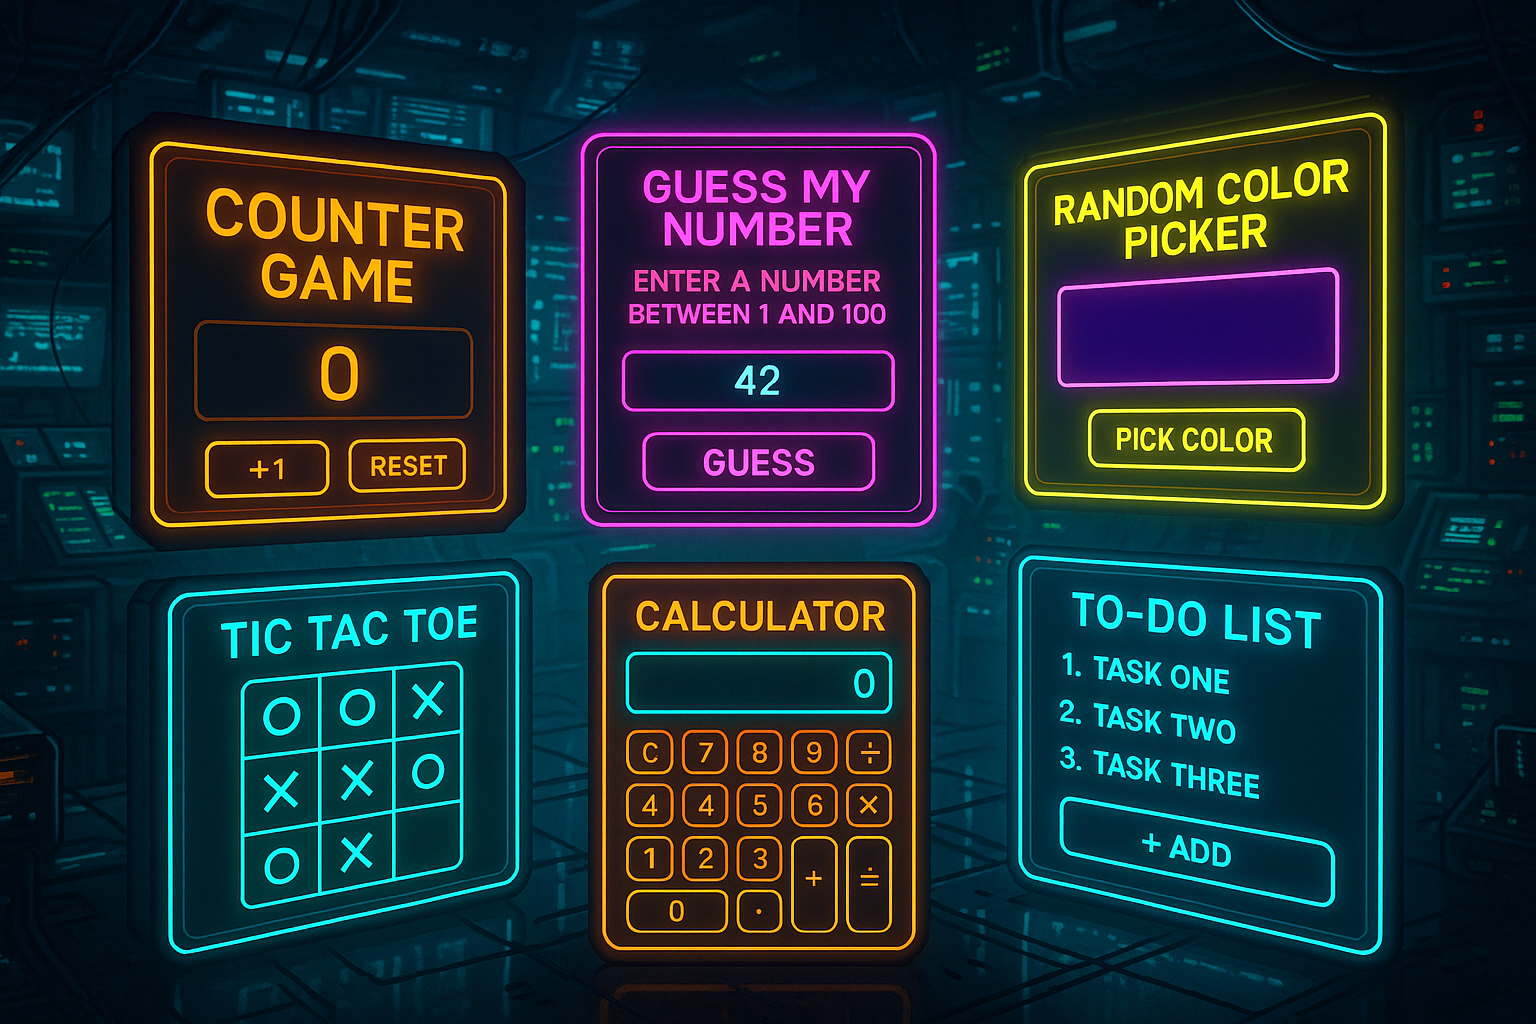 COUNTER
GAME
0
+1 RESET
GUESS MY
NUMBER
ENTER A NUMBER
BETWEEN 1 AND 100
42
GUESS
RANDOM COLOR
PICKER
PICK COLOR
TIC TAC TOE
O O X
X X O
O X
CALCULATOR
0
C 7 8 9 ÷
4 4 5 6 ×
1 2 3 + ≐
0 .
TO-DO LIST
1. TASK ONE
2. TASK TWO
3. TASK THREE
+ ADD